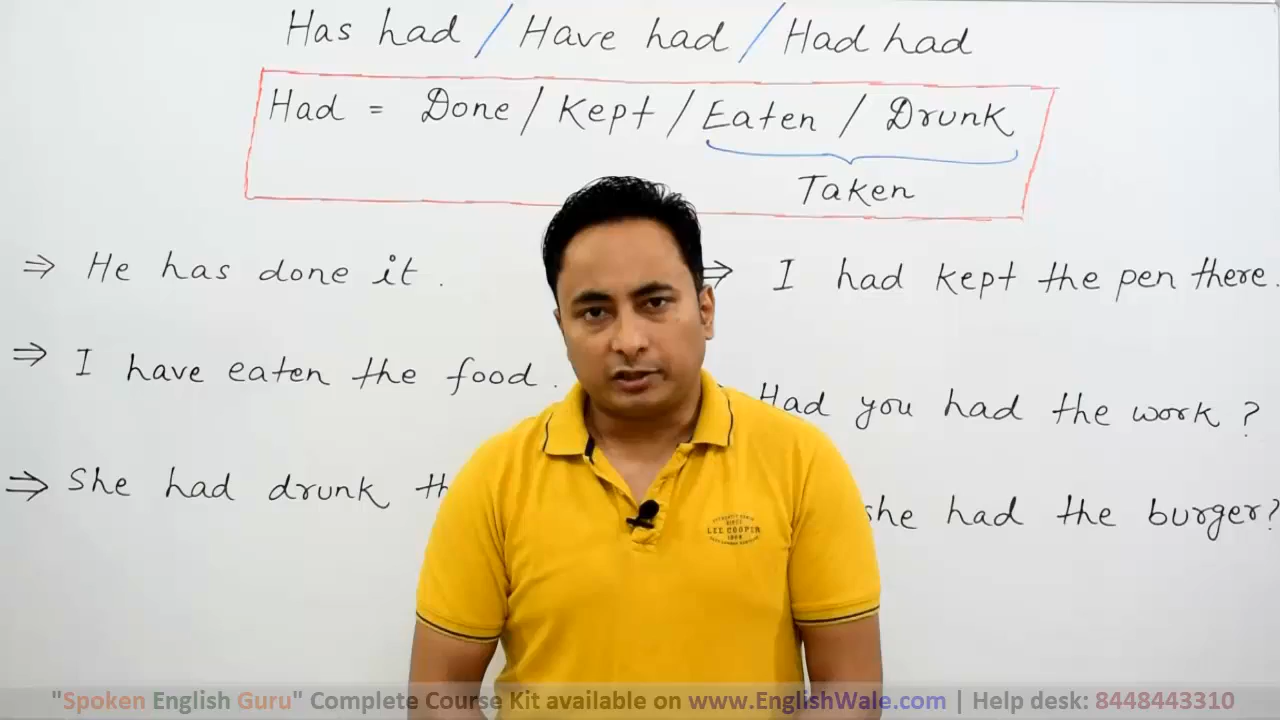 Has had / Have had / Had had
Had = Done / Kept / Eaten / Drunk
Taken
⇒ He has done it.
⇒ I have eaten the food.
⇒ She had drunk
⇒ I had kept the pen there.
Had you had the work?
she had the burger?
LEE COOPER
"Spoken English Guru" Complete Course Kit available on www.EnglishWale.com | Help desk: 8448443310